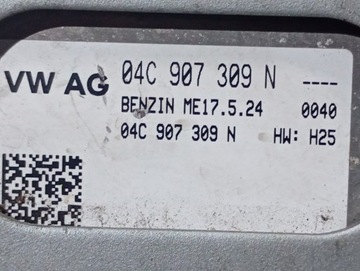 VW AG 04C 907 309 N ----
BENZIN ME17.5.24 0040
04C 907 309 N HW: H25